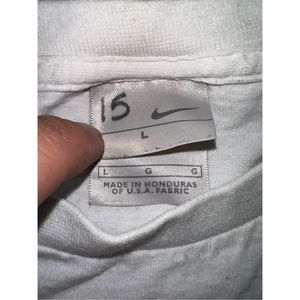 15
L
L G G
MADE IN HONDURAS
OF U.S.A. FABRIC